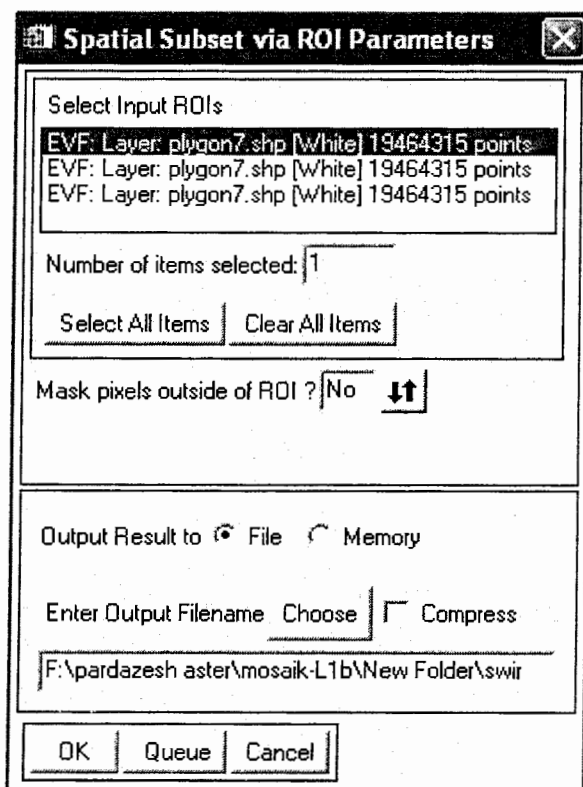 Spatial Subset via ROI Parameters
Select Input ROIs
EVF: Layer: plygon7.shp [White] 19464315 points
EVF: Layer: plygon7.shp [White] 19464315 points
EVF: Layer: plygon7.shp [White] 19464315 points
Number of items selected: 1
Select All Items Clear All Items
Mask pixels outside of ROI ? No
Output Result to File Memory
Enter Output Filename Choose Compress
F:\pardazesh aster\mosaik-L1b\New Folder\swir
OK Queue Cancel